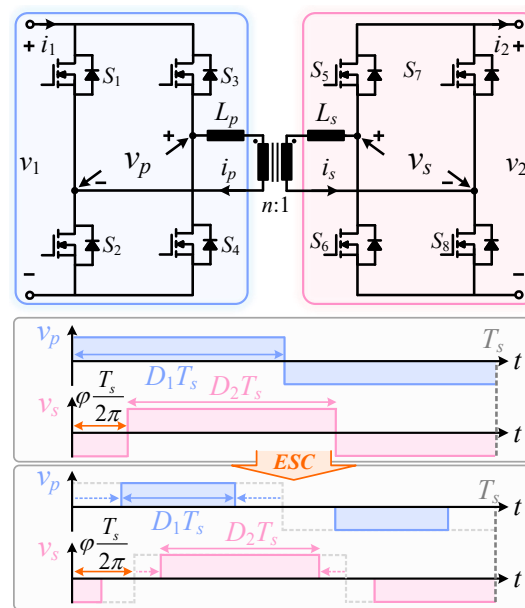 + i₁ S₁ S₃ S₅ S₇ i₂ +
Lₚ Lₛ
v₁ vₚ + − iₚ n:1 iₛ + vₛ − v₂
S₂ S₄ S₆ S₈
− −
vₚ Tₛ
D₁Tₛ t
vₛ φ Tₛ/2π D₂Tₛ
t
ESC
vₚ Tₛ
D₁Tₛ t
vₛ φ Tₛ/2π D₂Tₛ
t